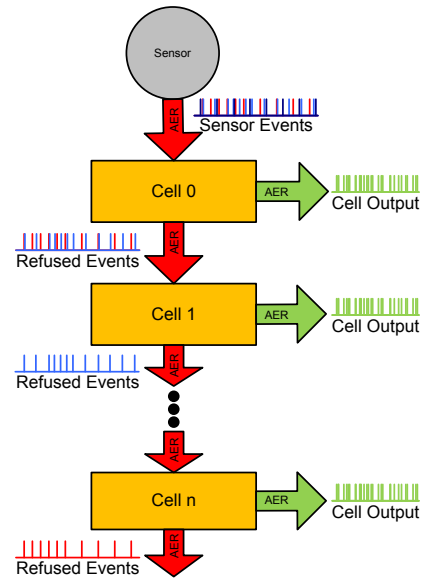 Sensor
AER
Sensor Events
Cell 0
AER
Cell Output
AER
Refused Events
Cell 1
AER
Cell Output
AER
Refused Events
AER
Cell n
AER
Cell Output
AER
Refused Events